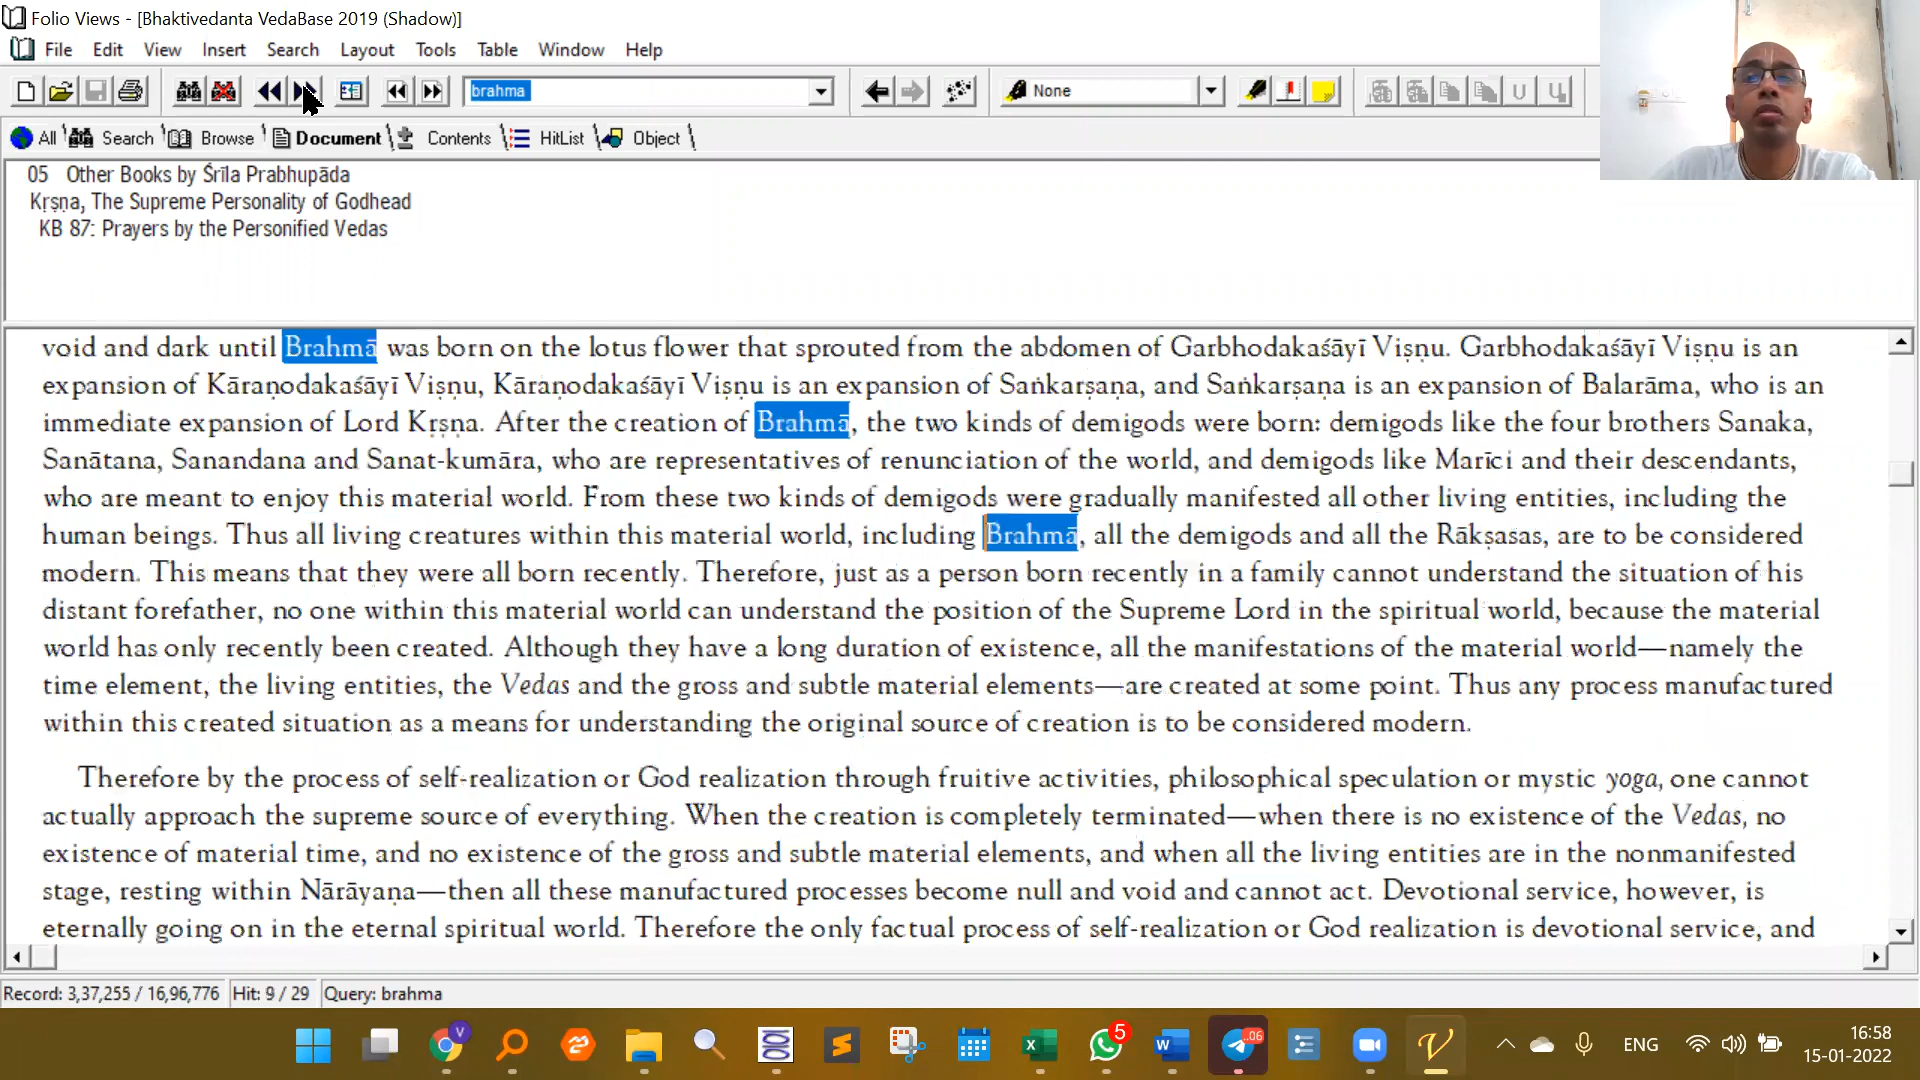 Folio Views - [Bhaktivedanta VedaBase 2019 (Shadow)]
File Edit View Insert Search Layout Tools Table Window Help
brahma None
All Search Browse Document Contents HitList Object
05 Other Books by Śrīla Prabhupāda
Kṛṣṇa, The Supreme Personality of Godhead
KB 87: Prayers by the Personified Vedas
void and dark until Brahmā was born on the lotus flower that sprouted from the abdomen of Garbhodakaśāyī Viṣṇu. Garbhodakaśāyī Viṣṇu is an
expansion of Kāraṇodakaśāyī Viṣṇu, Kāraṇodakaśāyī Viṣṇu is an expansion of Saṅkarṣaṇa, and Saṅkarṣaṇa is an expansion of Balarāma, who is an
immediate expansion of Lord Kṛṣṇa. After the creation of Brahmā, the two kinds of demigods were born: demigods like the four brothers Sanaka,
Sanātana, Sanandana and Sanat-kumāra, who are representatives of renunciation of the world, and demigods like Marīci and their descendants,
who are meant to enjoy this material world. From these two kinds of demigods were gradually manifested all other living entities, including the
human beings. Thus all living creatures within this material world, including Brahmā, all the demigods and all the Rākṣasas, are to be considered
modern. This means that they were all born recently. Therefore, just as a person born recently in a family cannot understand the situation of his
distant forefather, no one within this material world can understand the position of the Supreme Lord in the spiritual world, because the material
world has only recently been created. Although they have a long duration of existence, all the manifestations of the material world—namely the
time element, the living entities, the Vedas and the gross and subtle material elements—are created at some point. Thus any process manufactured
within this created situation as a means for understanding the original source of creation is to be considered modern.
Therefore by the process of self-realization or God realization through fruitive activities, philosophical speculation or mystic yoga, one cannot
actually approach the supreme source of everything. When the creation is completely terminated—when there is no existence of the Vedas, no
existence of material time, and no existence of the gross and subtle material elements, and when all the living entities are in the nonmanifested
stage, resting within Nārāyaṇa—then all these manufactured processes become null and void and cannot act. Devotional service, however, is
eternally going on in the eternal spiritual world. Therefore the only factual process of self-realization or God realization is devotional service, and
Record: 3,37,255 / 16,96,776 Hit: 9 / 29 Query: brahma
V 5 ..06 ENG 16:58
15-01-2022